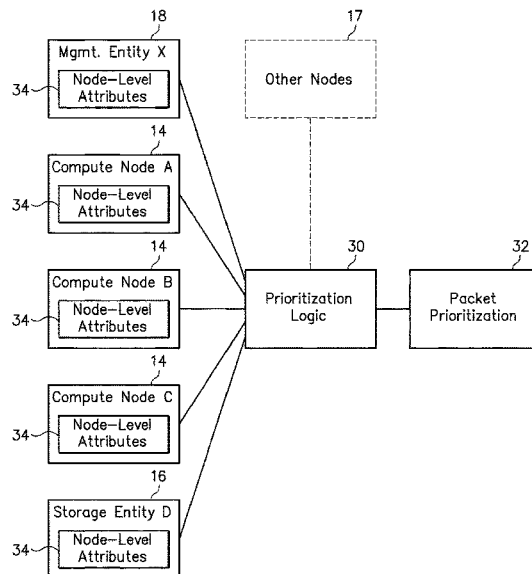 18
Mgmt. Entity X
34
Node-Level
Attributes
17
Other Nodes
14
Compute Node A
34
Node-Level
Attributes
14
Compute Node B
34
Node-Level
Attributes
30
Prioritization
Logic
32
Packet
Prioritization
14
Compute Node C
34
Node-Level
Attributes
16
Storage Entity D
34
Node-Level
Attributes